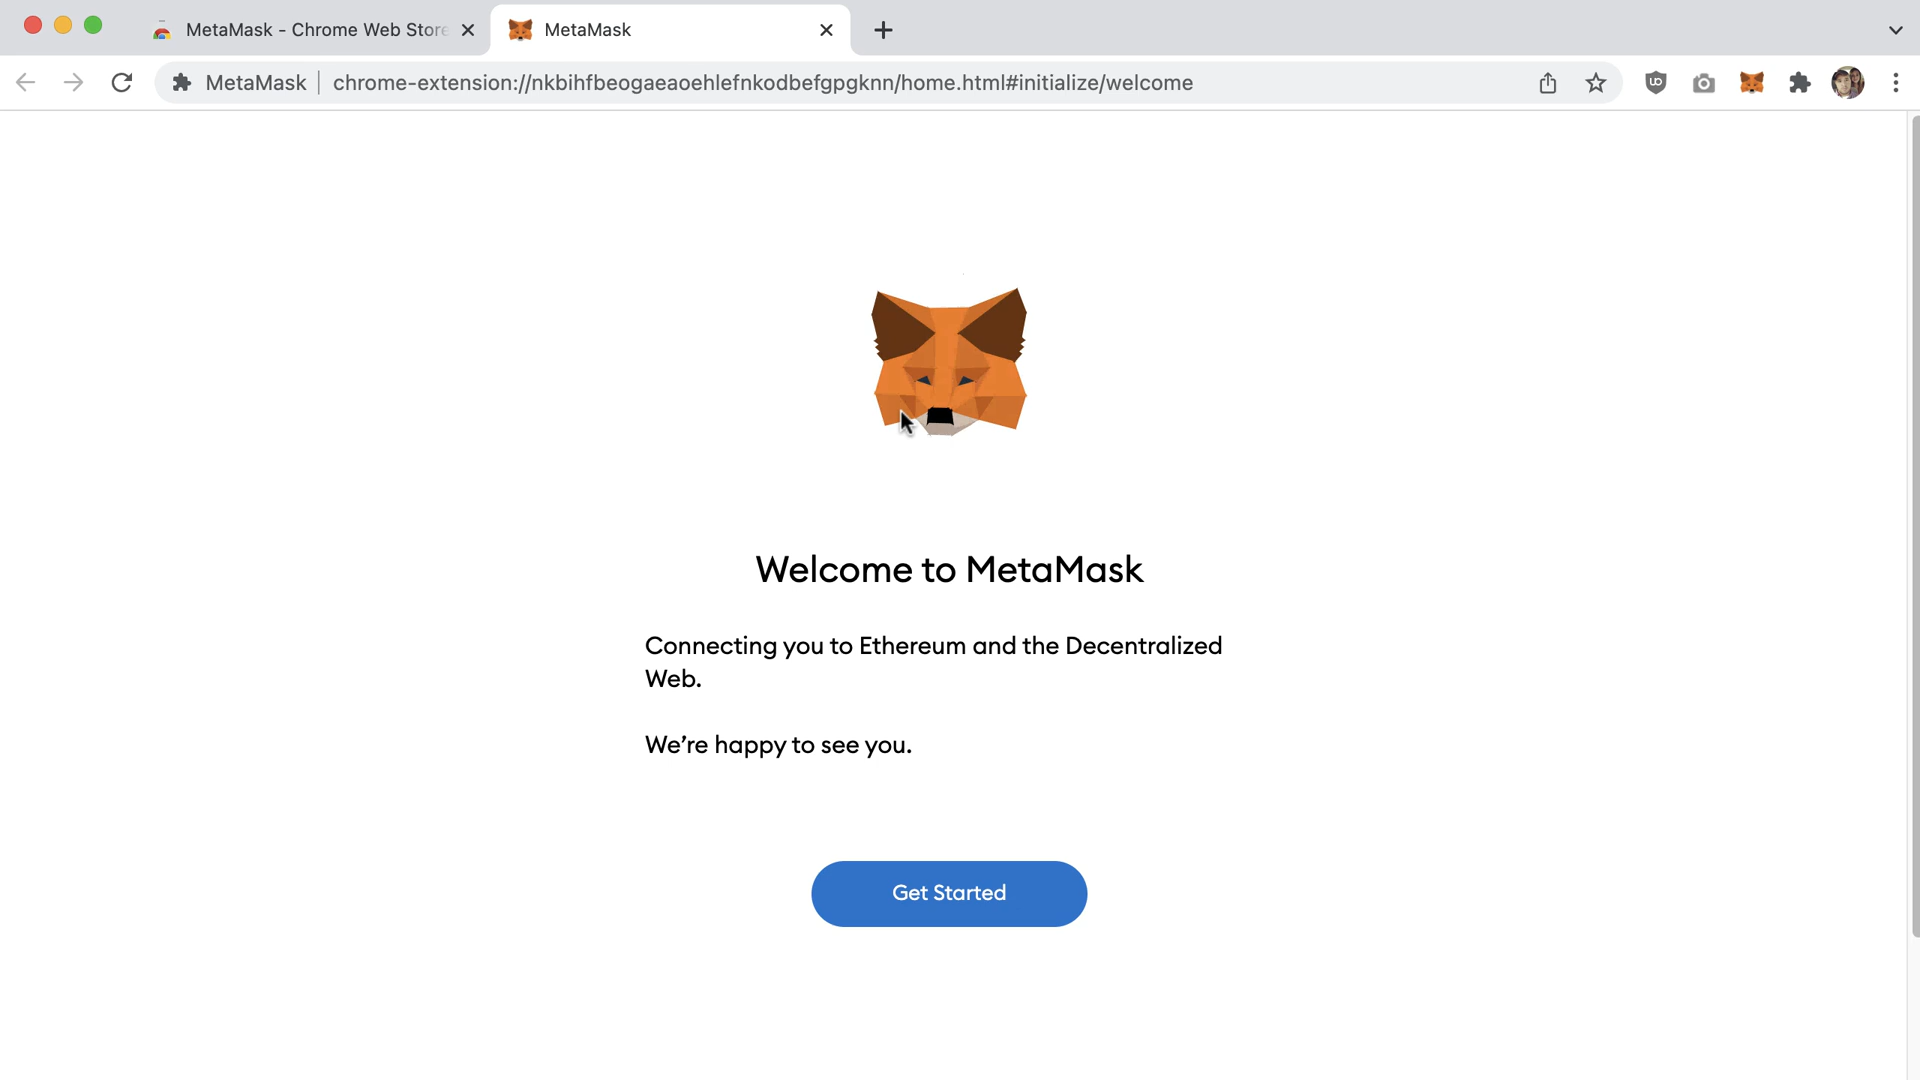 MetaMask - Chrome Web Store
MetaMask
MetaMask
chrome-extension://nkbihfbeogaeaoehlefnkodbefgpgknn/home.html#initialize/welcome
Welcome to MetaMask
Connecting you to Ethereum and the Decentralized
Web.
We’re happy to see you.
Get Started